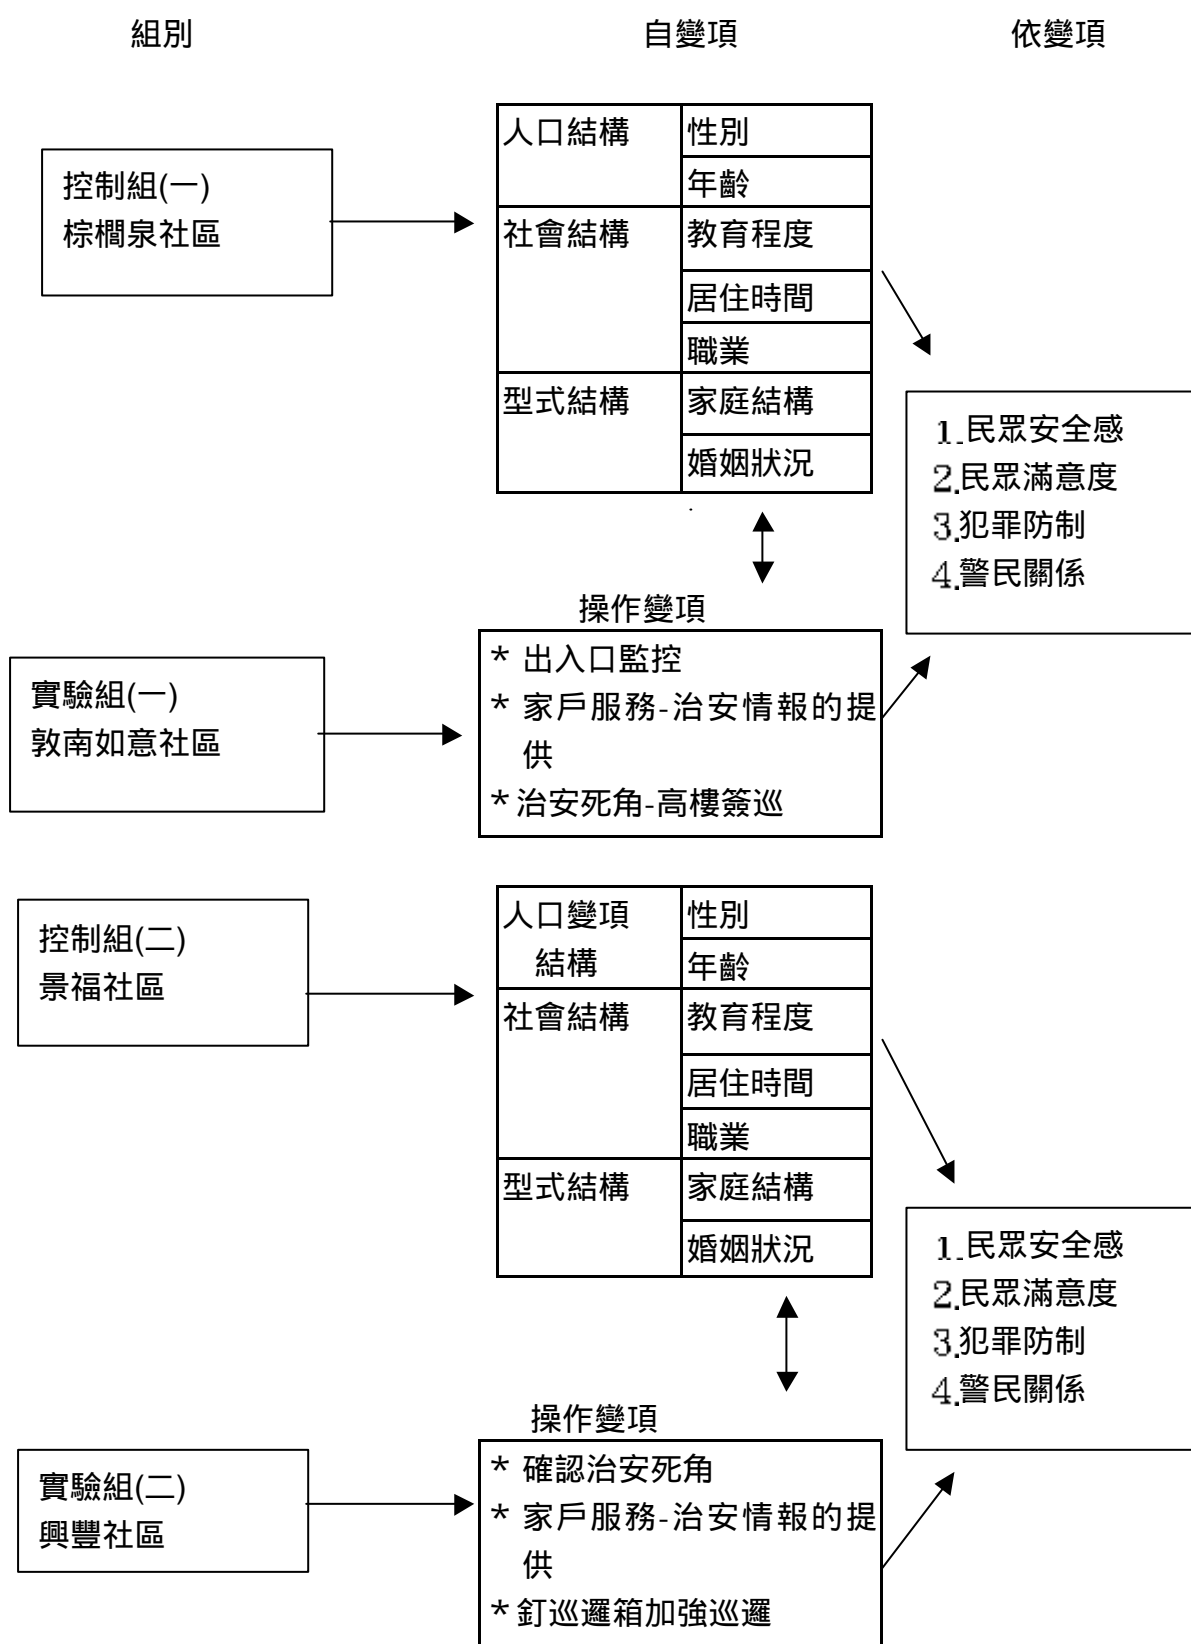 組別 自變項 依變項
人口結構 性別
年齡
控制組(一)
棕櫚泉社區
社會結構 教育程度
居住時間
職業
型式結構 家庭結構
婚姻狀況
1.民眾安全感
2.民眾滿意度
3.犯罪防制
4.警民關係
操作變項
* 出入口監控
* 家戶服務-治安情報的提
供
*治安死角-高樓簽巡
實驗組(一)
敦南如意社區
人口變項 性別
結構 年齡
控制組(二)
景福社區
社會結構 教育程度
居住時間
職業
型式結構 家庭結構
婚姻狀況
1.民眾安全感
2.民眾滿意度
3.犯罪防制
4.警民關係
操作變項
* 確認治安死角
* 家戶服務-治安情報的提
供
*釘巡邏箱加強巡邏
實驗組(二)
興豐社區